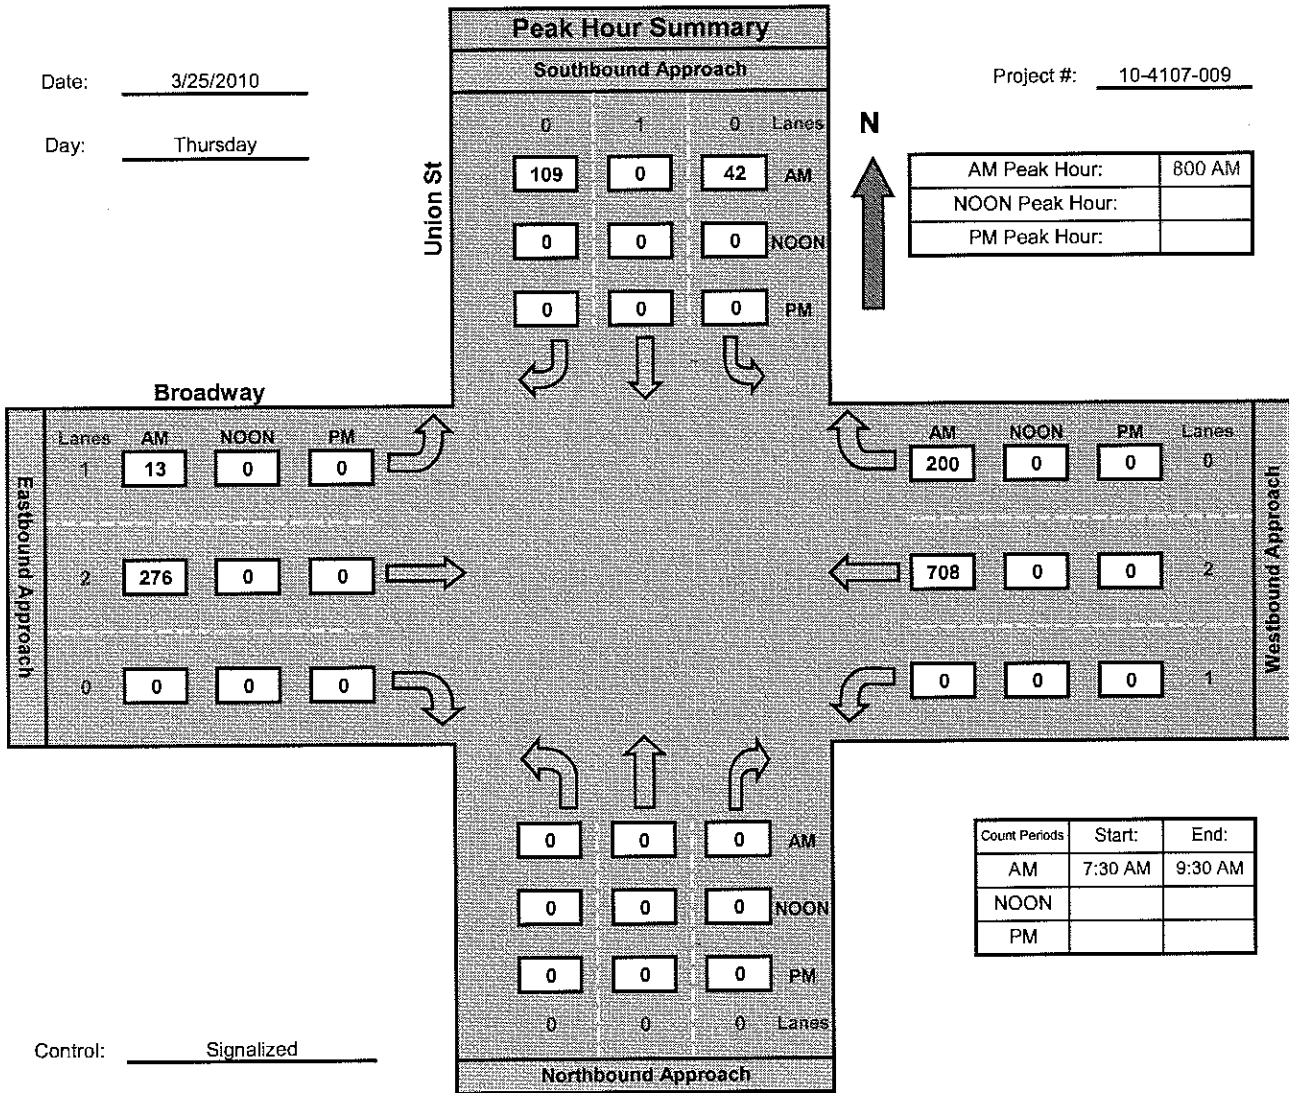 Peak Hour Summary
Southbound Approach
Date: 3/25/2010
Project #: 10-4107-009
Day: Thursday
0 1 0 Lanes
N
Union St
109 0 42 AM
0 0 0 NOON
0 0 0 PM
AM Peak Hour: 800 AM
NOON Peak Hour:
PM Peak Hour:
Broadway
Eastbound Approach
Lanes AM NOON PM
1 13 0 0
2 276 0 0
0 0 0 0
AM NOON PM Lanes
200 0 0 0
708 0 0 2
0 0 0 1
Westbound Approach
0 0 0 AM
0 0 0 NOON
0 0 0 PM
0 0 0 Lanes
Northbound Approach
Count Periods Start: End:
AM 7:30 AM 9:30 AM
NOON
PM
Control: Signalized